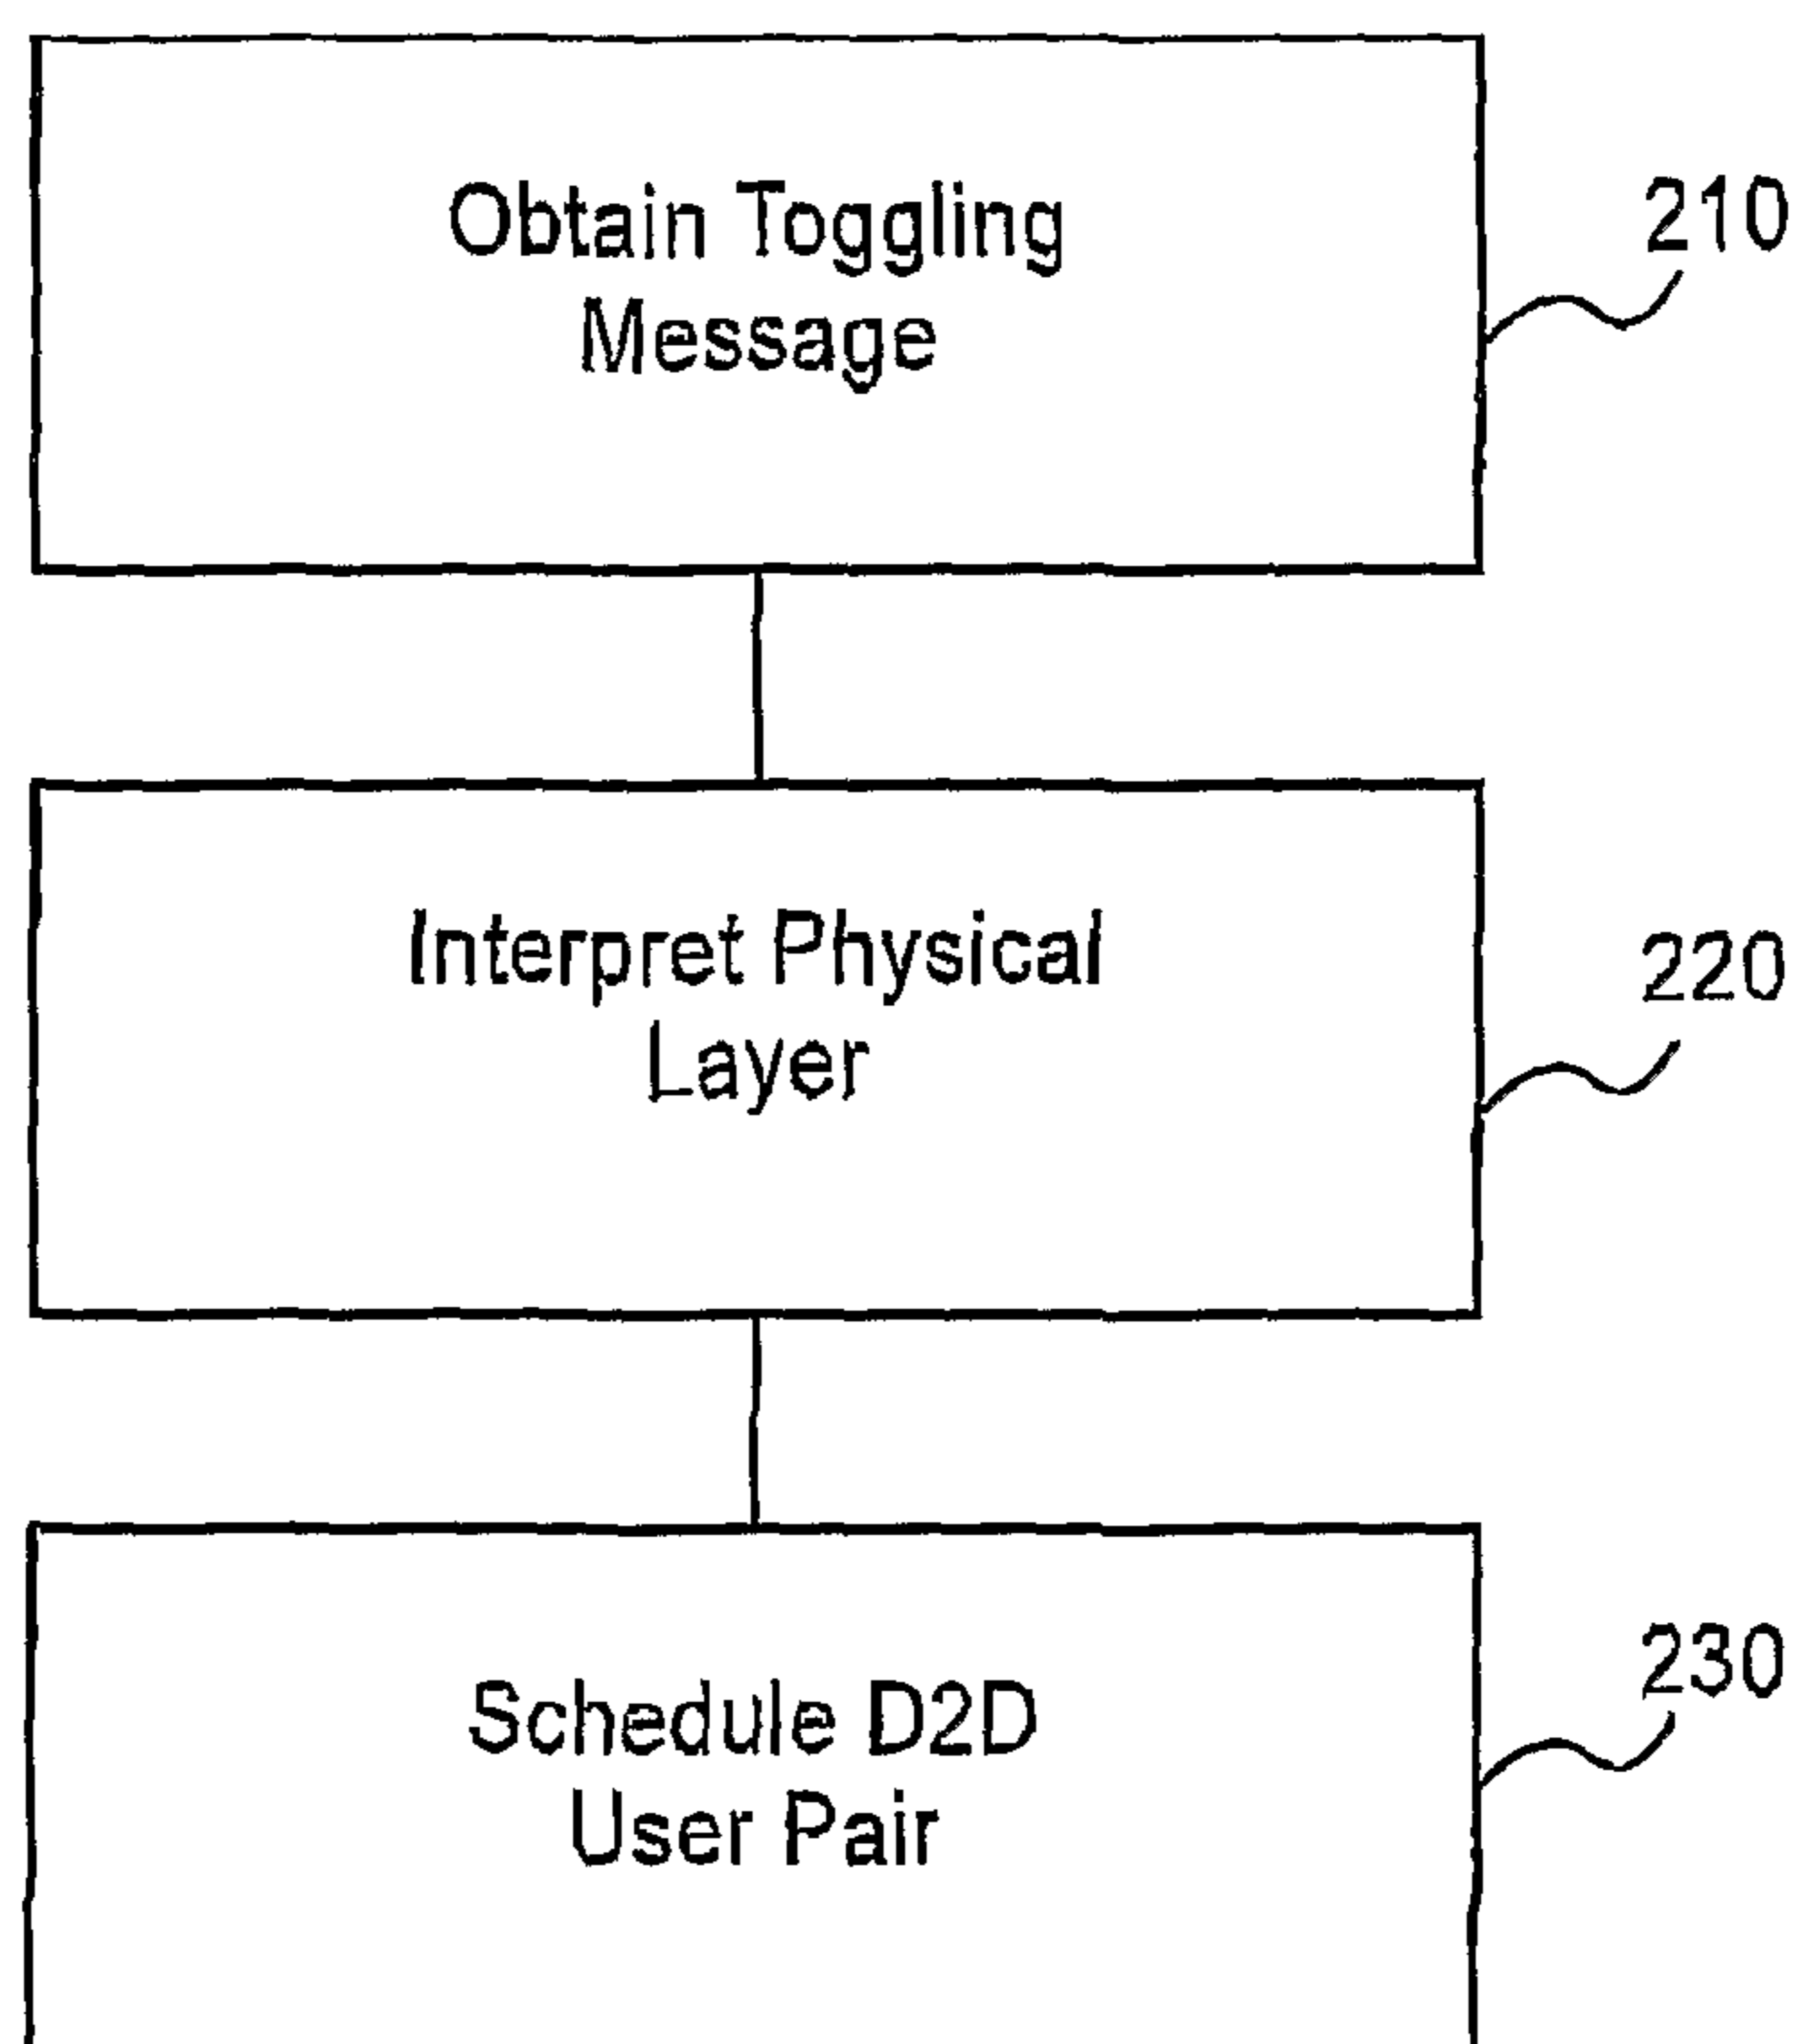 Obtain Toggling
Message
210
Interpret Physical
Layer
220
Schedule D2D
User Pair
230